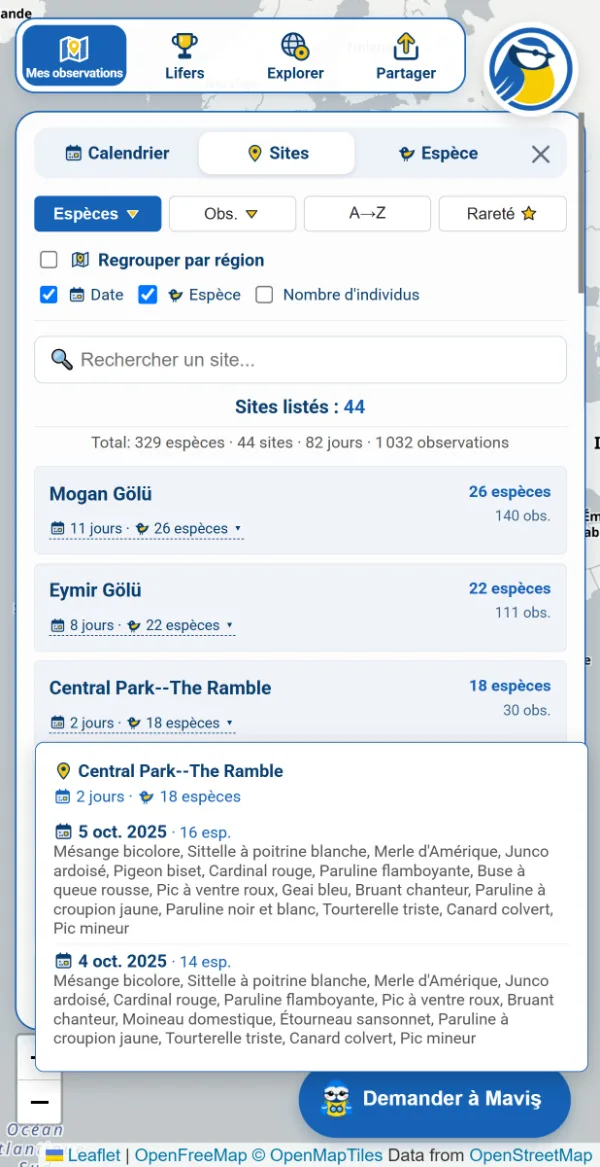 ande
Mes observations
Lifers
Explorer
Partager
Calendrier
Sites
Espèce
Espèces
Obs.
A→Z
Rareté
Regrouper par région
Date
Espèce
Nombre d'individus
Rechercher un site...
Sites listés : 44
Total: 329 espèces · 44 sites · 82 jours · 1 032 observations
Mogan Gölü
26 espèces
140 obs.
11 jours · 26 espèces
Eymir Gölü
22 espèces
111 obs.
8 jours · 22 espèces
Central Park--The Ramble
18 espèces
30 obs.
2 jours · 18 espèces
Central Park--The Ramble
2 jours · 18 espèces
5 oct. 2025 · 16 esp.
Mésange bicolore, Sittelle à poitrine blanche, Merle d'Amérique, Junco
ardoisé, Pigeon biset, Cardinal rouge, Paruline flamboyante, Buse à
queue rousse, Pic à ventre roux, Geai bleu, Bruant chanteur, Paruline à
croupion jaune, Paruline noir et blanc, Tourterelle triste, Canard colvert,
Pic mineur
4 oct. 2025 · 14 esp.
Mésange bicolore, Sittelle à poitrine blanche, Merle d'Amérique, Junco
ardoisé, Cardinal rouge, Paruline flamboyante, Pic à ventre roux, Bruant
chanteur, Moineau domestique, Étourneau sansonnet, Paruline à
croupion jaune, Tourterelle triste, Canard colvert, Pic mineur
Demander à Maviş
Océan
Leaflet | OpenFreeMap © OpenMapTiles Data from OpenStreetMap